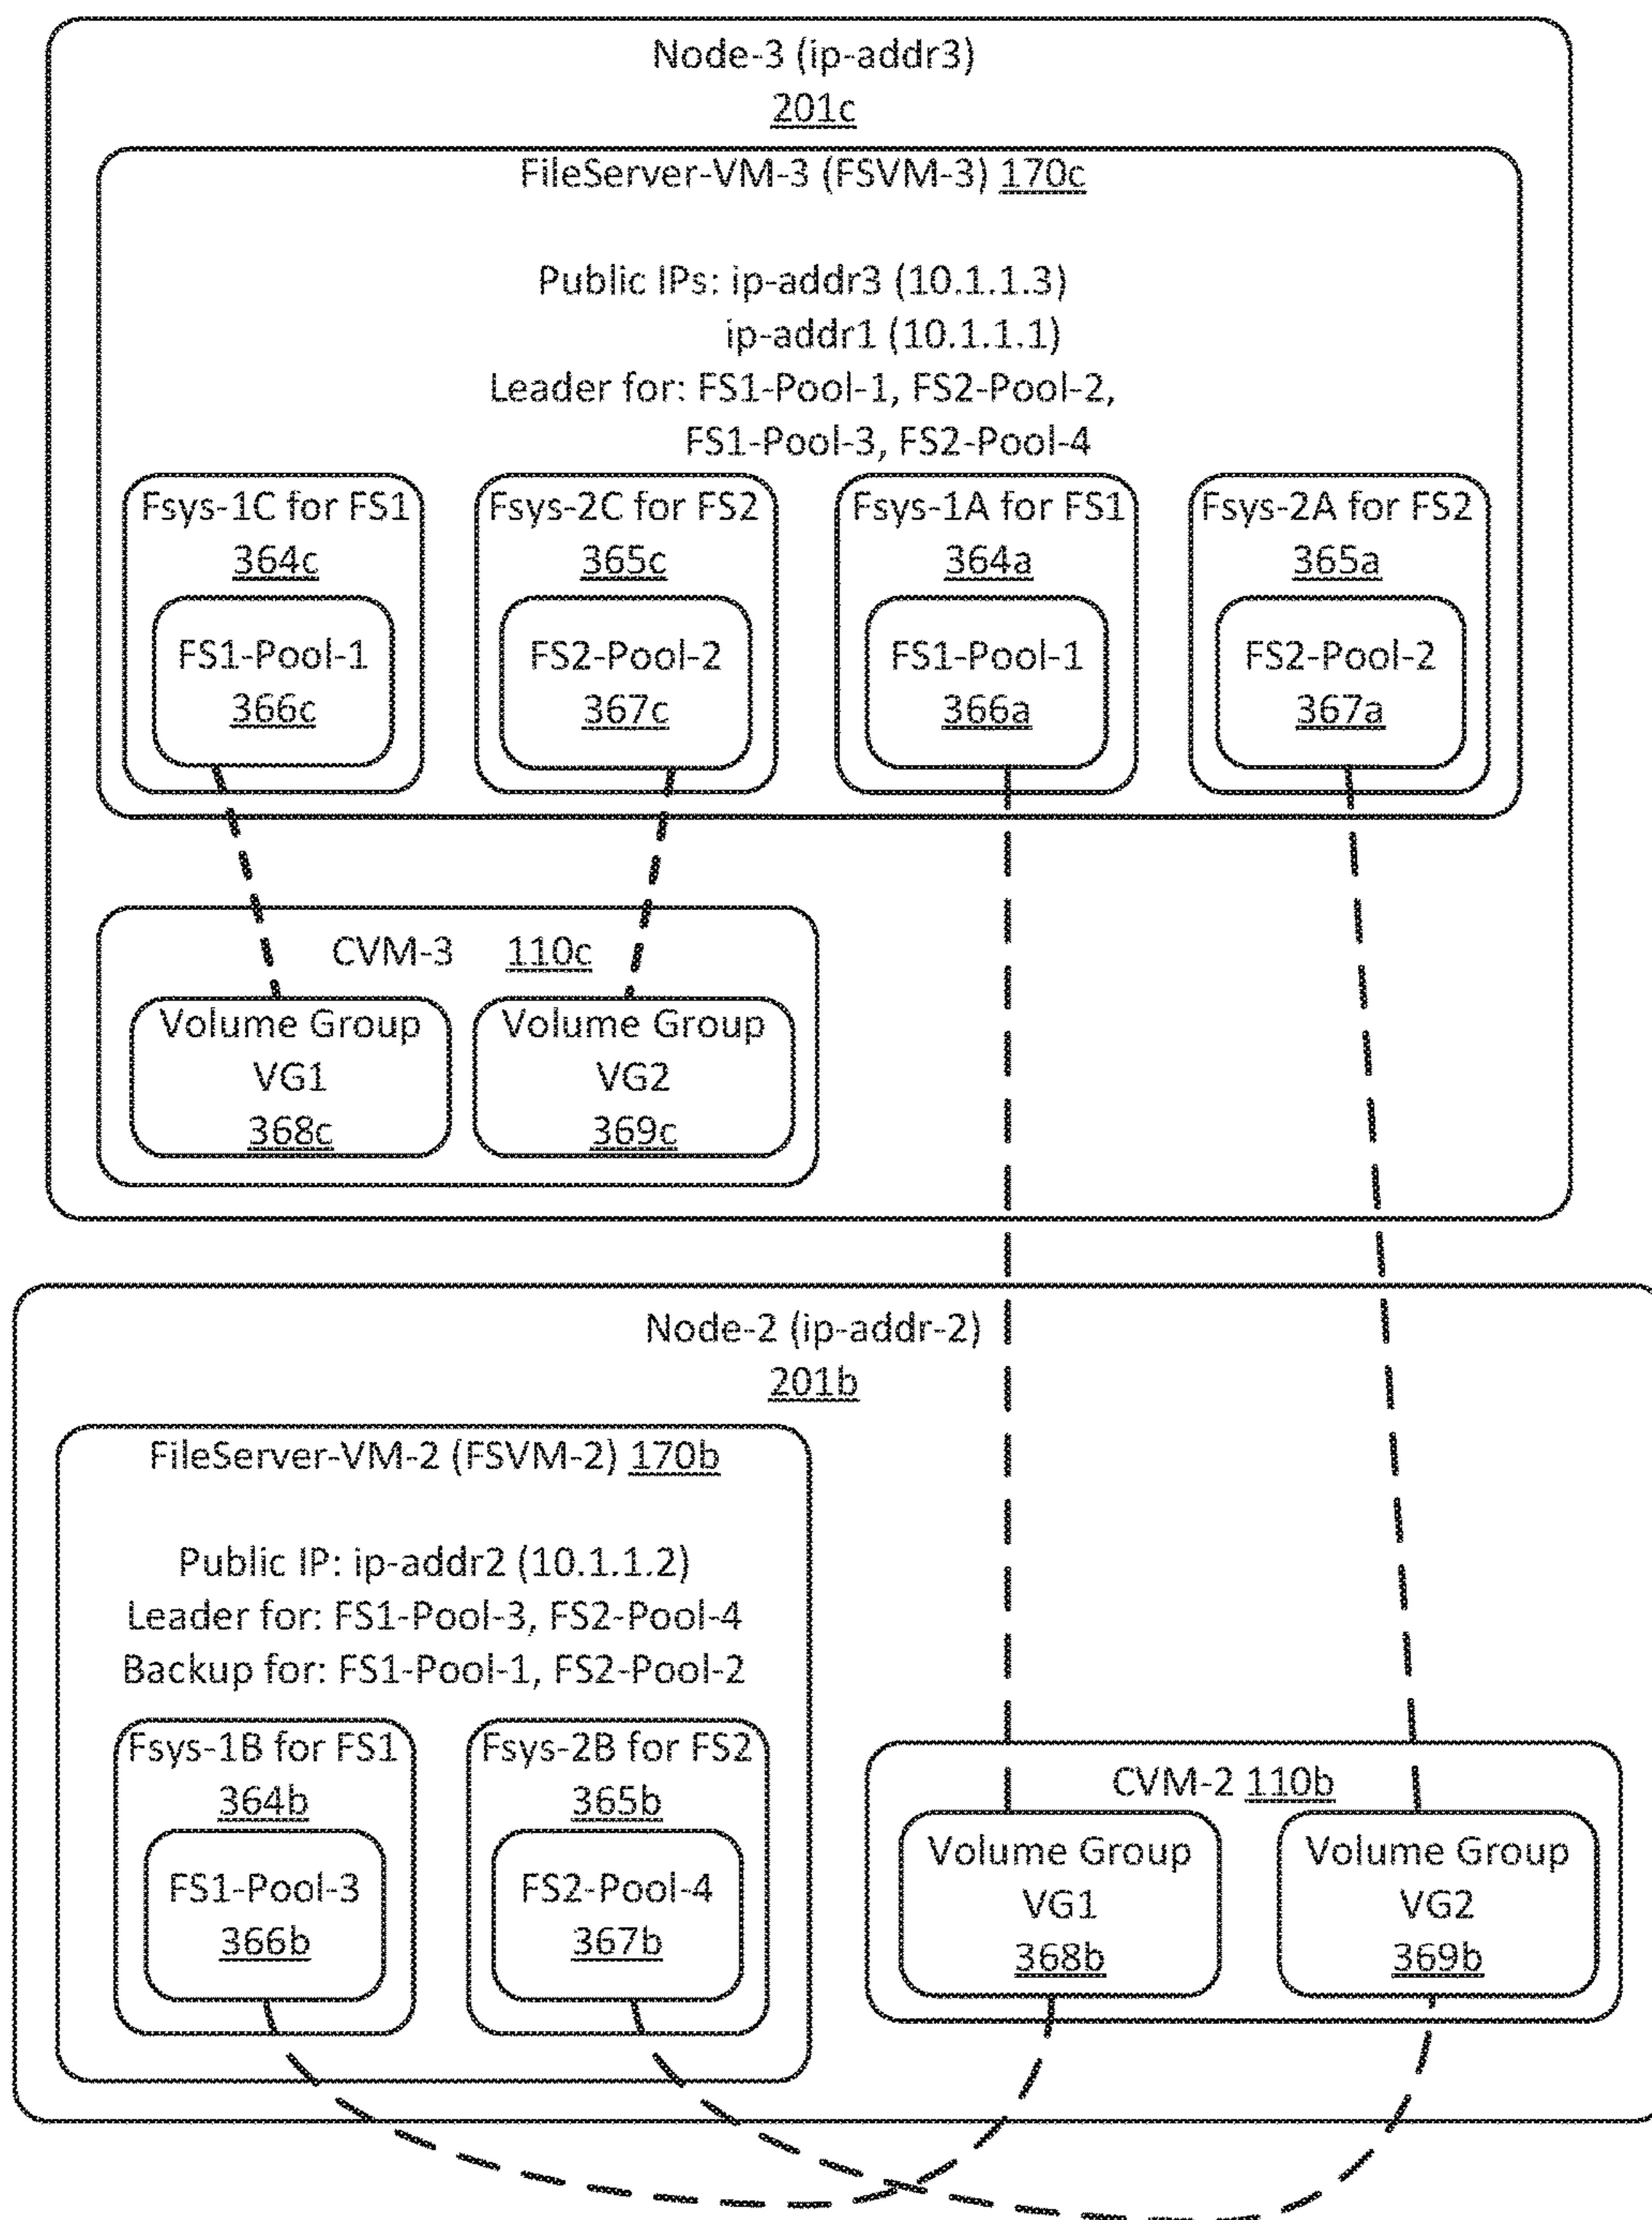 Node-3 (ip-addr3)
201c
FileServer-VM-3 (FSVM-3) 170c
Public IPs: ip-addr3 (10.1.1.3)
ip-addr1 (10.1.1.1)
Leader for: FS1-Pool-1, FS2-Pool-2,
FS1-Pool-3, FS2-Pool-4
Fsys-1C for FS1
364c
FS1-Pool-1
366c
Fsys-2C for FS2
365c
FS2-Pool-2
367c
Fsys-1A for FS1
364a
FS1-Pool-1
366a
Fsys-2A for FS2
365a
FS2-Pool-2
367a
CVM-3 110c
Volume Group
VG1
368c
Volume Group
VG2
369c
Node-2 (ip-addr-2)
201b
FileServer-VM-2 (FSVM-2) 170b
Public IP: ip-addr2 (10.1.1.2)
Leader for: FS1-Pool-3, FS2-Pool-4
Backup for: FS1-Pool-1, FS2-Pool-2
Fsys-1B for FS1
364b
FS1-Pool-3
366b
Fsys-2B for FS2
365b
FS2-Pool-4
367b
CVM-2 110b
Volume Group
VG1
368b
Volume Group
VG2
369b